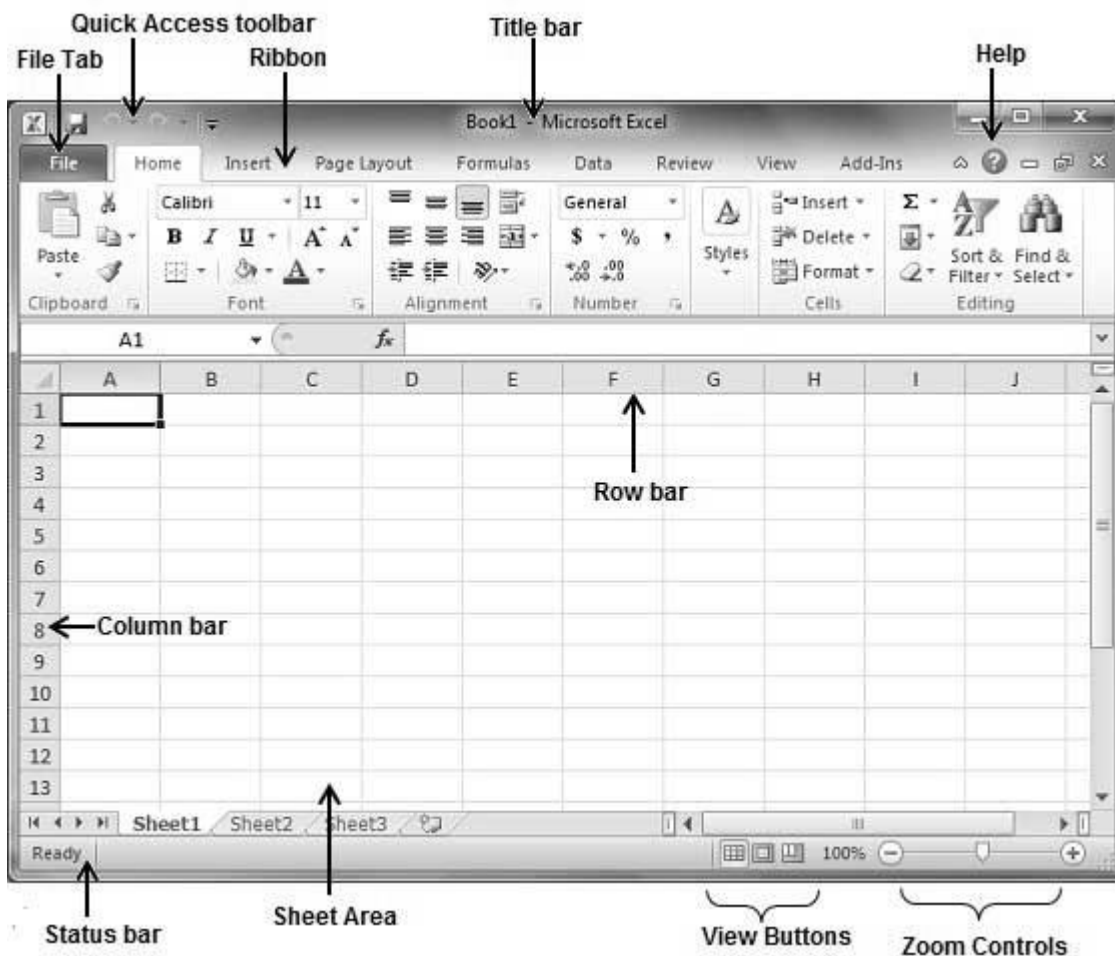 Quick Access toolbar
Title bar
File Tab
Ribbon
Help
Book1 - Microsoft Excel
File Home Insert Page Layout Formulas Data Review View Add-Ins
Calibri 11 General Insert Σ
Paste B I U A A $ % , Styles Delete Sort & Filter Find & Select
A Format
Clipboard Font Alignment Number Cells Editing
A1 fx
A B C D E F G H I J
1
2
3
Row bar
4
5
6
7
8 Column bar
9
10
11
12
13
Sheet1 Sheet2 Sheet3
Ready 100%
Status bar
Sheet Area
View Buttons
Zoom Controls